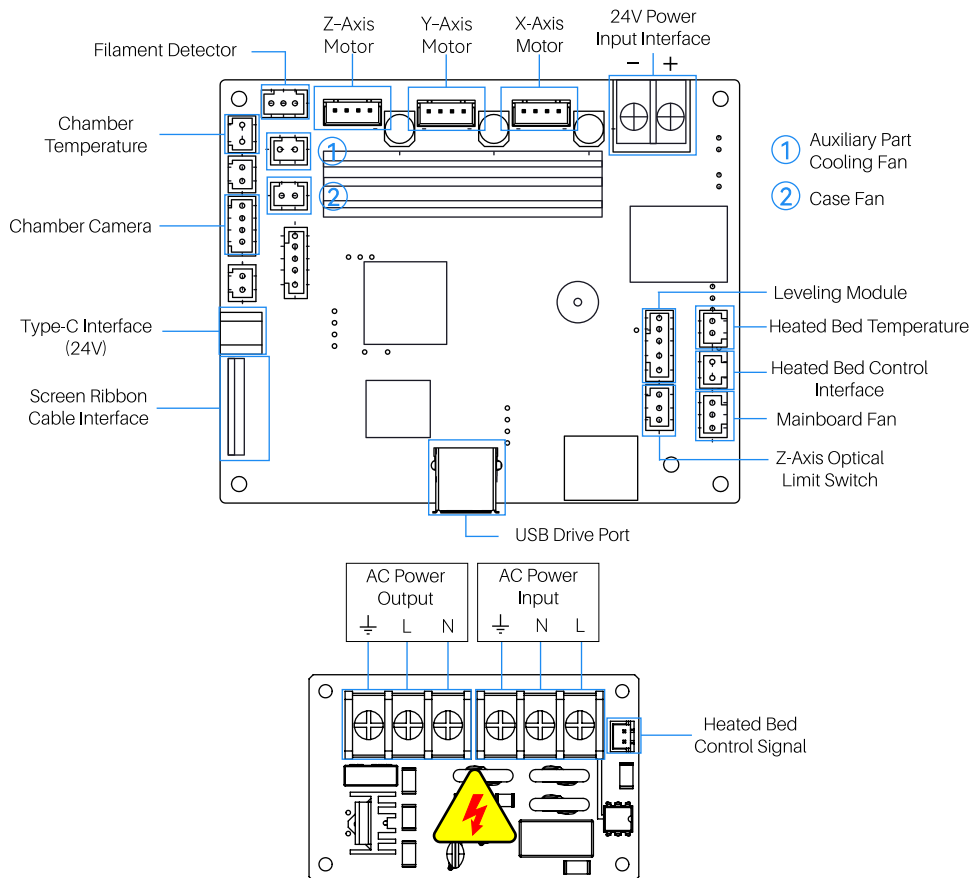 Z-Axis
Motor
Y-Axis
Motor
X-Axis
Motor
24V Power
Input Interface
− +
Filament Detector
Chamber
Temperature
Chamber Camera
Type-C Interface
(24V)
Screen Ribbon
Cable Interface
①
②
① Auxiliary Part
Cooling Fan
② Case Fan
Leveling Module
Heated Bed Temperature
Heated Bed Control
Interface
Mainboard Fan
Z-Axis Optical
Limit Switch
USB Drive Port
AC Power
Output
⏚ L N
AC Power
Input
⏚ N L
Heated Bed
Control Signal